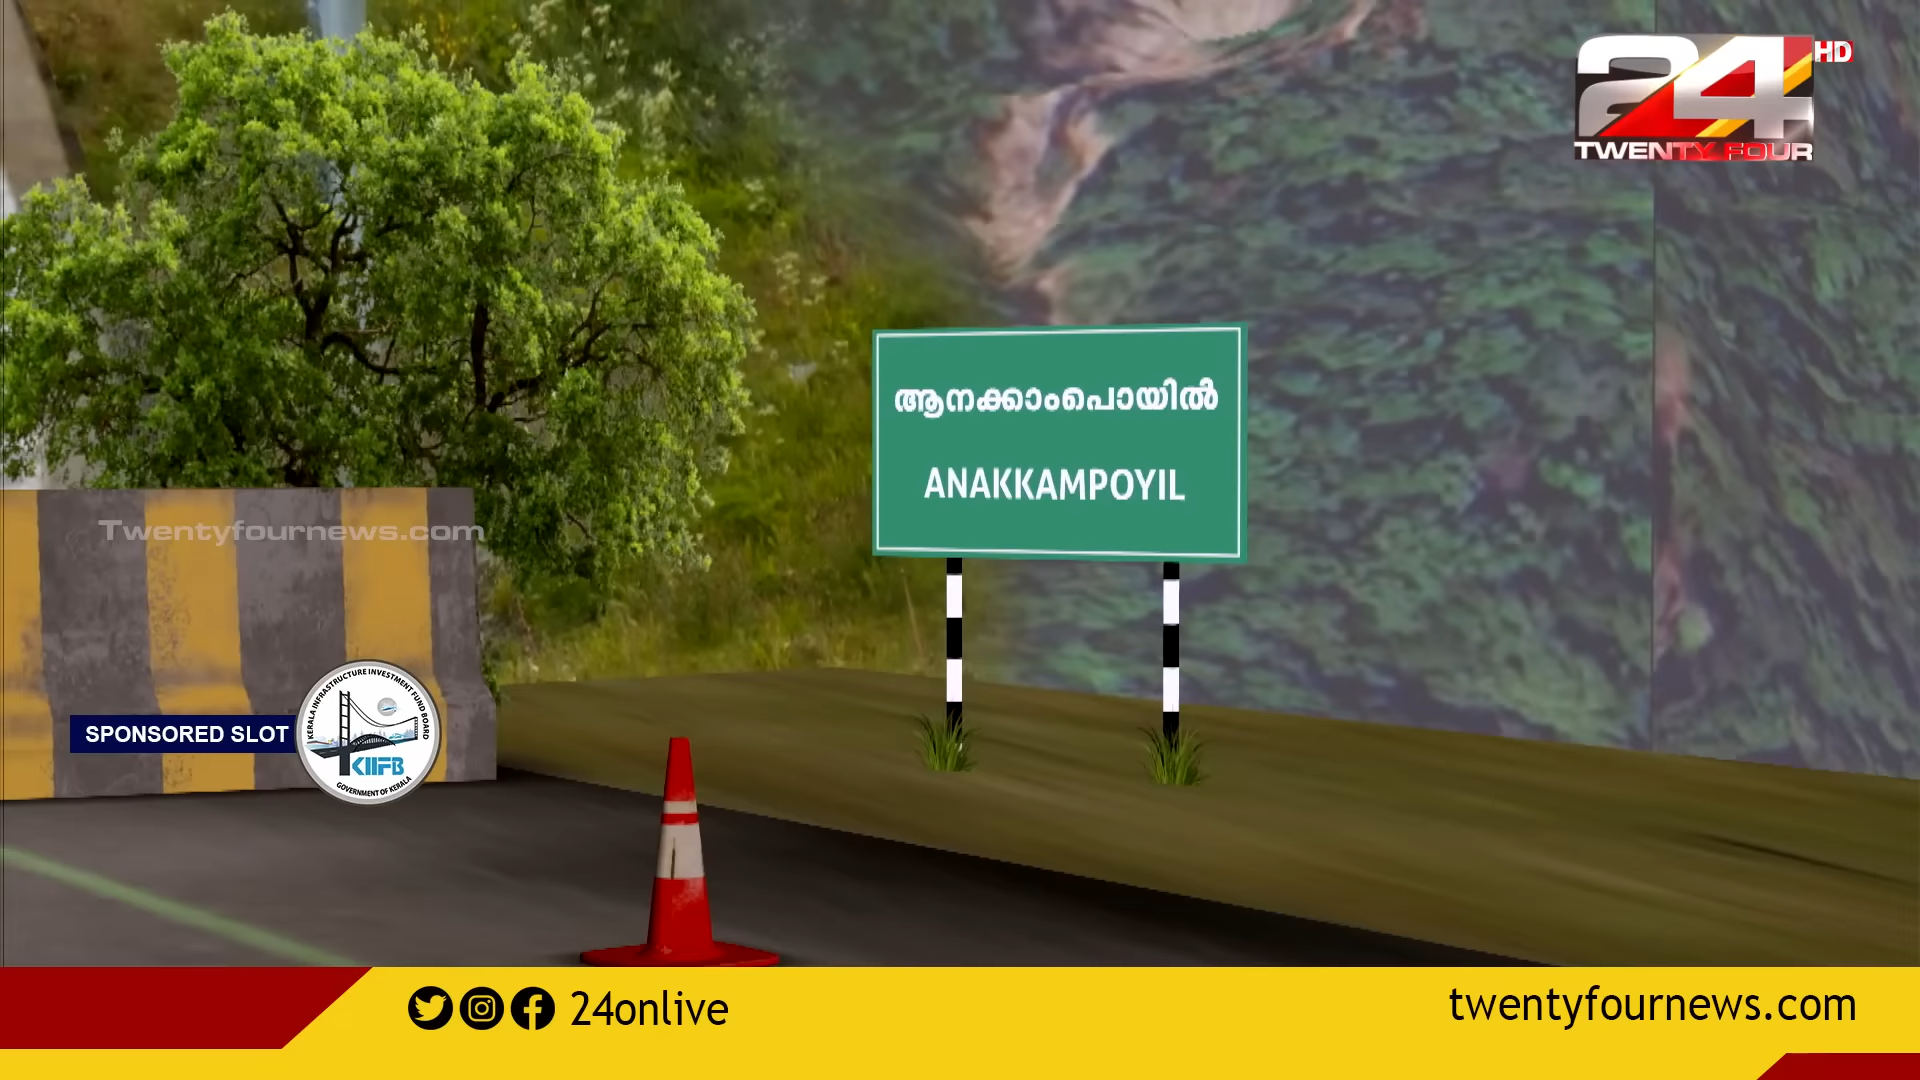 24 HD
TWENTY FOUR
ആനക്കാംപൊയിൽ
ANAKKAMPOYIL
Twentyfournews.com
SPONSORED SLOT
KERALA INFRASTRUCTURE INVESTMENT FUND BOARD
KIIFB
GOVERNMENT OF KERALA
24onlive
twentyfournews.com